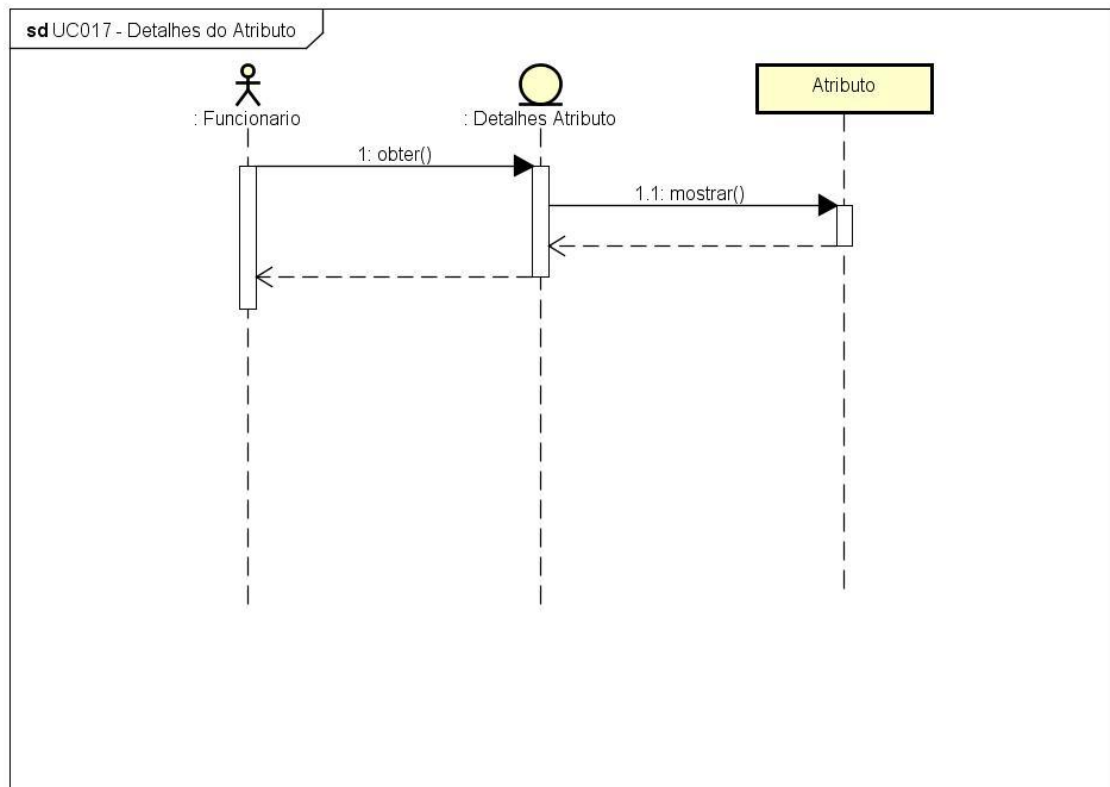 sd UC017 - Detalhes do Atributo
: Funcionario
: Detalhes Atributo
Atributo
1: obter()
1.1: mostrar()